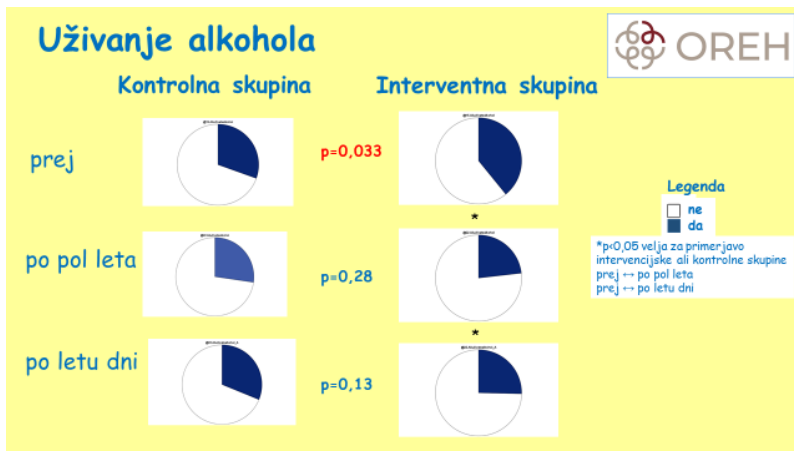 Uživanje alkohola
OREH
Kontrolna skupina
Interventna skupina
prej
p=0,033
*
po pol leta
p=0,28
*
po letu dni
p=0,13
Legenda
ne
da
*p<0,05 velja za primerjavo
intervencijske ali kontrolne skupine
prej ↔ po pol leta
prej ↔ po letu dni